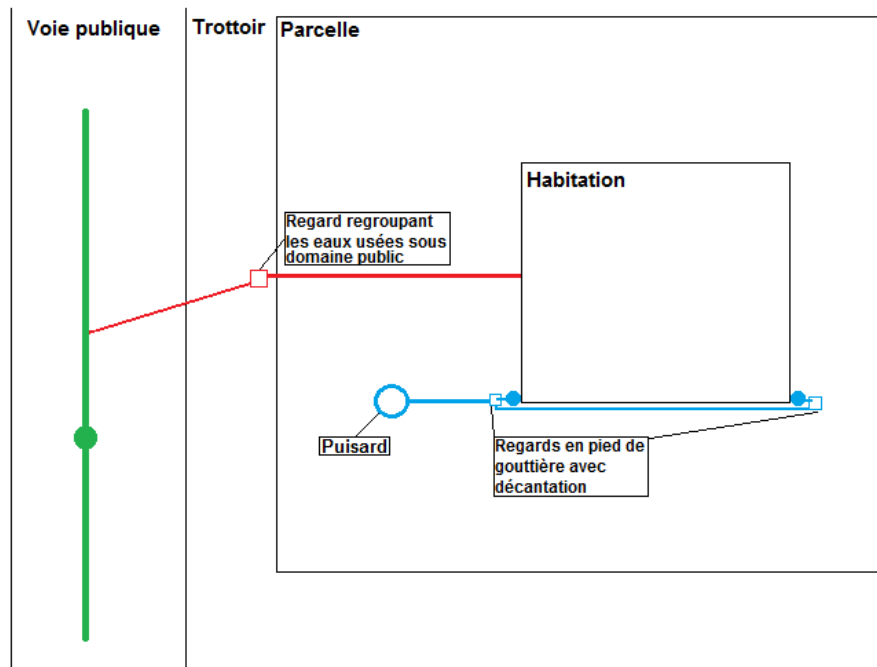 Voie publique
Trottoir
Parcelle
Habitation
Regard regroupant
les eaux usées sous
domaine public
Puisard
Regards en pied de
gouttière avec
décantation